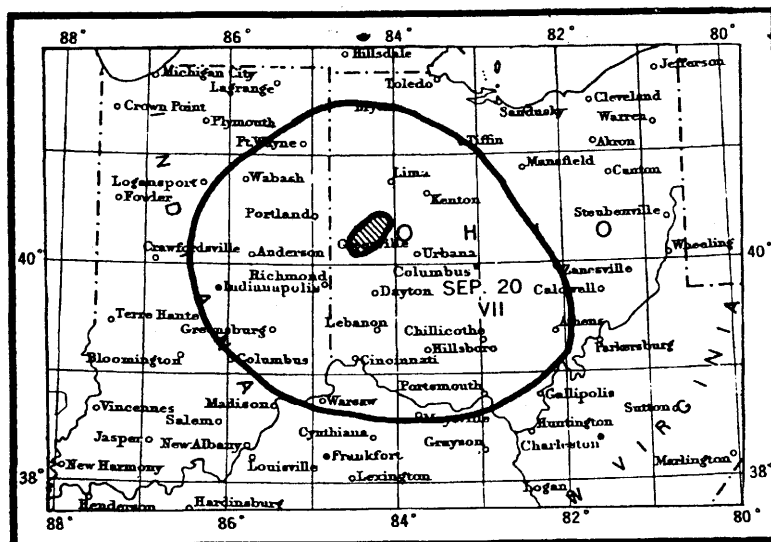 88° 86° 84° 83 82° 80°
Hillsdale
Michigan City Jefferson
Lagrange Toledo
Crown Point Bryan Sandusky Cleveland
Plymouth Warren
Ft. Wayne Tiffin Akron
Mansfield Canton
Logansport Wabash Lima
Fowler Kenton
Portland Steubenville
I N D I A N A
O H I O
Greenville
Crawfordsville Anderson Urbana Wheeling
40° 40°
Richmond Columbus Zanesville
Indianapolis Dayton SEP. 20 Caldwell
VII
Terre Haute Lebanon Athens
Greensburg Chillicothe
Hillsboro Parkersburg
Bloomington Columbus Cincinnati
Portsmouth
Madison Warsaw Gallipolis
Vincennes Maysville Sutton
Salem Huntington
Jasper New Albany Cynthiana Grayson Charleston
W VIRGINIA
New Harmony Louisville Frankfort Marlington
38° 38°
Lexington Logan
Henderson Hardinsburg
88° 86° 84° 82° 80°